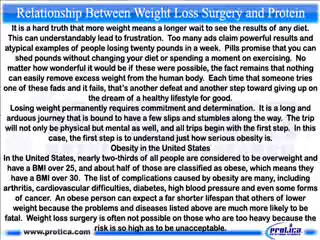 Relationship Between Weight Loss Surgery and Protein
It is a hard truth that more weight means a longer wait to see the results of any diet.
This can understandably lead to frustration.  Too many ads claim powerful results and
atypical examples of people losing twenty pounds in a week.  Pills promise that you can
shed pounds without changing your diet or spending a moment on exercising.  No
matter how wonderful it would be if these were possible, the fact remains that nothing
can easily remove excess weight from the human body.  Each time that someone tries
one of these fads and it fails, that's another defeat and another step toward giving up on
the dream of a healthy lifestyle for good.
Losing weight permanently requires commitment and determination.  It is a long and
arduous journey that is bound to have a few slips and stumbles along the way.  The trip
will not only be physical but mental as well, and all trips begin with the first step.  In this
case, the first step is to understand just how serious obesity is.
Obesity in the United States
In the United States, nearly two-thirds of all people are considered to be overweight and
have a BMI over 25, and about half of those are classified as obese, which means they
have a BMI over 30.  The list of complications caused by obesity are many, including
arthritis, cardiovascular difficulties, diabetes, high blood pressure and even some forms
of cancer.  An obese person can expect a far shorter lifespan that others of lower
weight because the problems and diseases listed above are much more likely to be
fatal.  Weight loss surgery is often not possible on those who are too heavy because the
risk is so high as to be unacceptable.
www.protica.com
protica